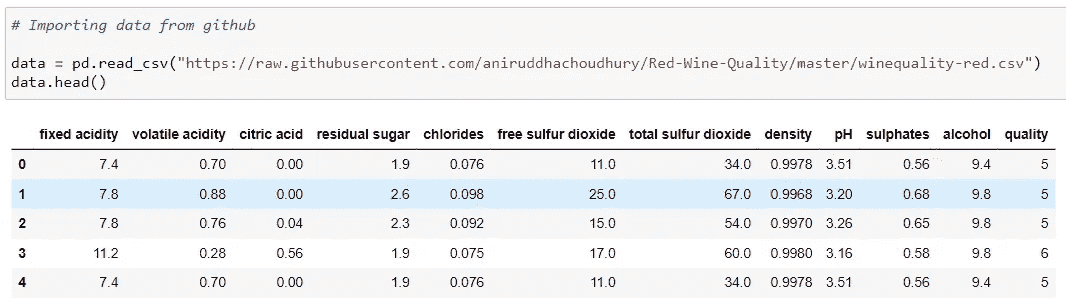 # Importing data from github
data = pd.read_csv("https://raw.githubusercontent.com/aniruddhachoudhury/Red-Wine-Quality/master/winequality-red.csv")
data.head()
fixed acidity volatile acidity citric acid residual sugar chlorides free sulfur dioxide total sulfur dioxide density pH sulphates alcohol quality
0 7.4 0.70 0.00 1.9 0.076 11.0 34.0 0.9978 3.51 0.56 9.4 5
1 7.8 0.88 0.00 2.6 0.098 25.0 67.0 0.9968 3.20 0.68 9.8 5
2 7.8 0.76 0.04 2.3 0.092 15.0 54.0 0.9970 3.26 0.65 9.8 5
3 11.2 0.28 0.56 1.9 0.075 17.0 60.0 0.9980 3.16 0.58 9.8 6
4 7.4 0.70 0.00 1.9 0.076 11.0 34.0 0.9978 3.51 0.56 9.4 5